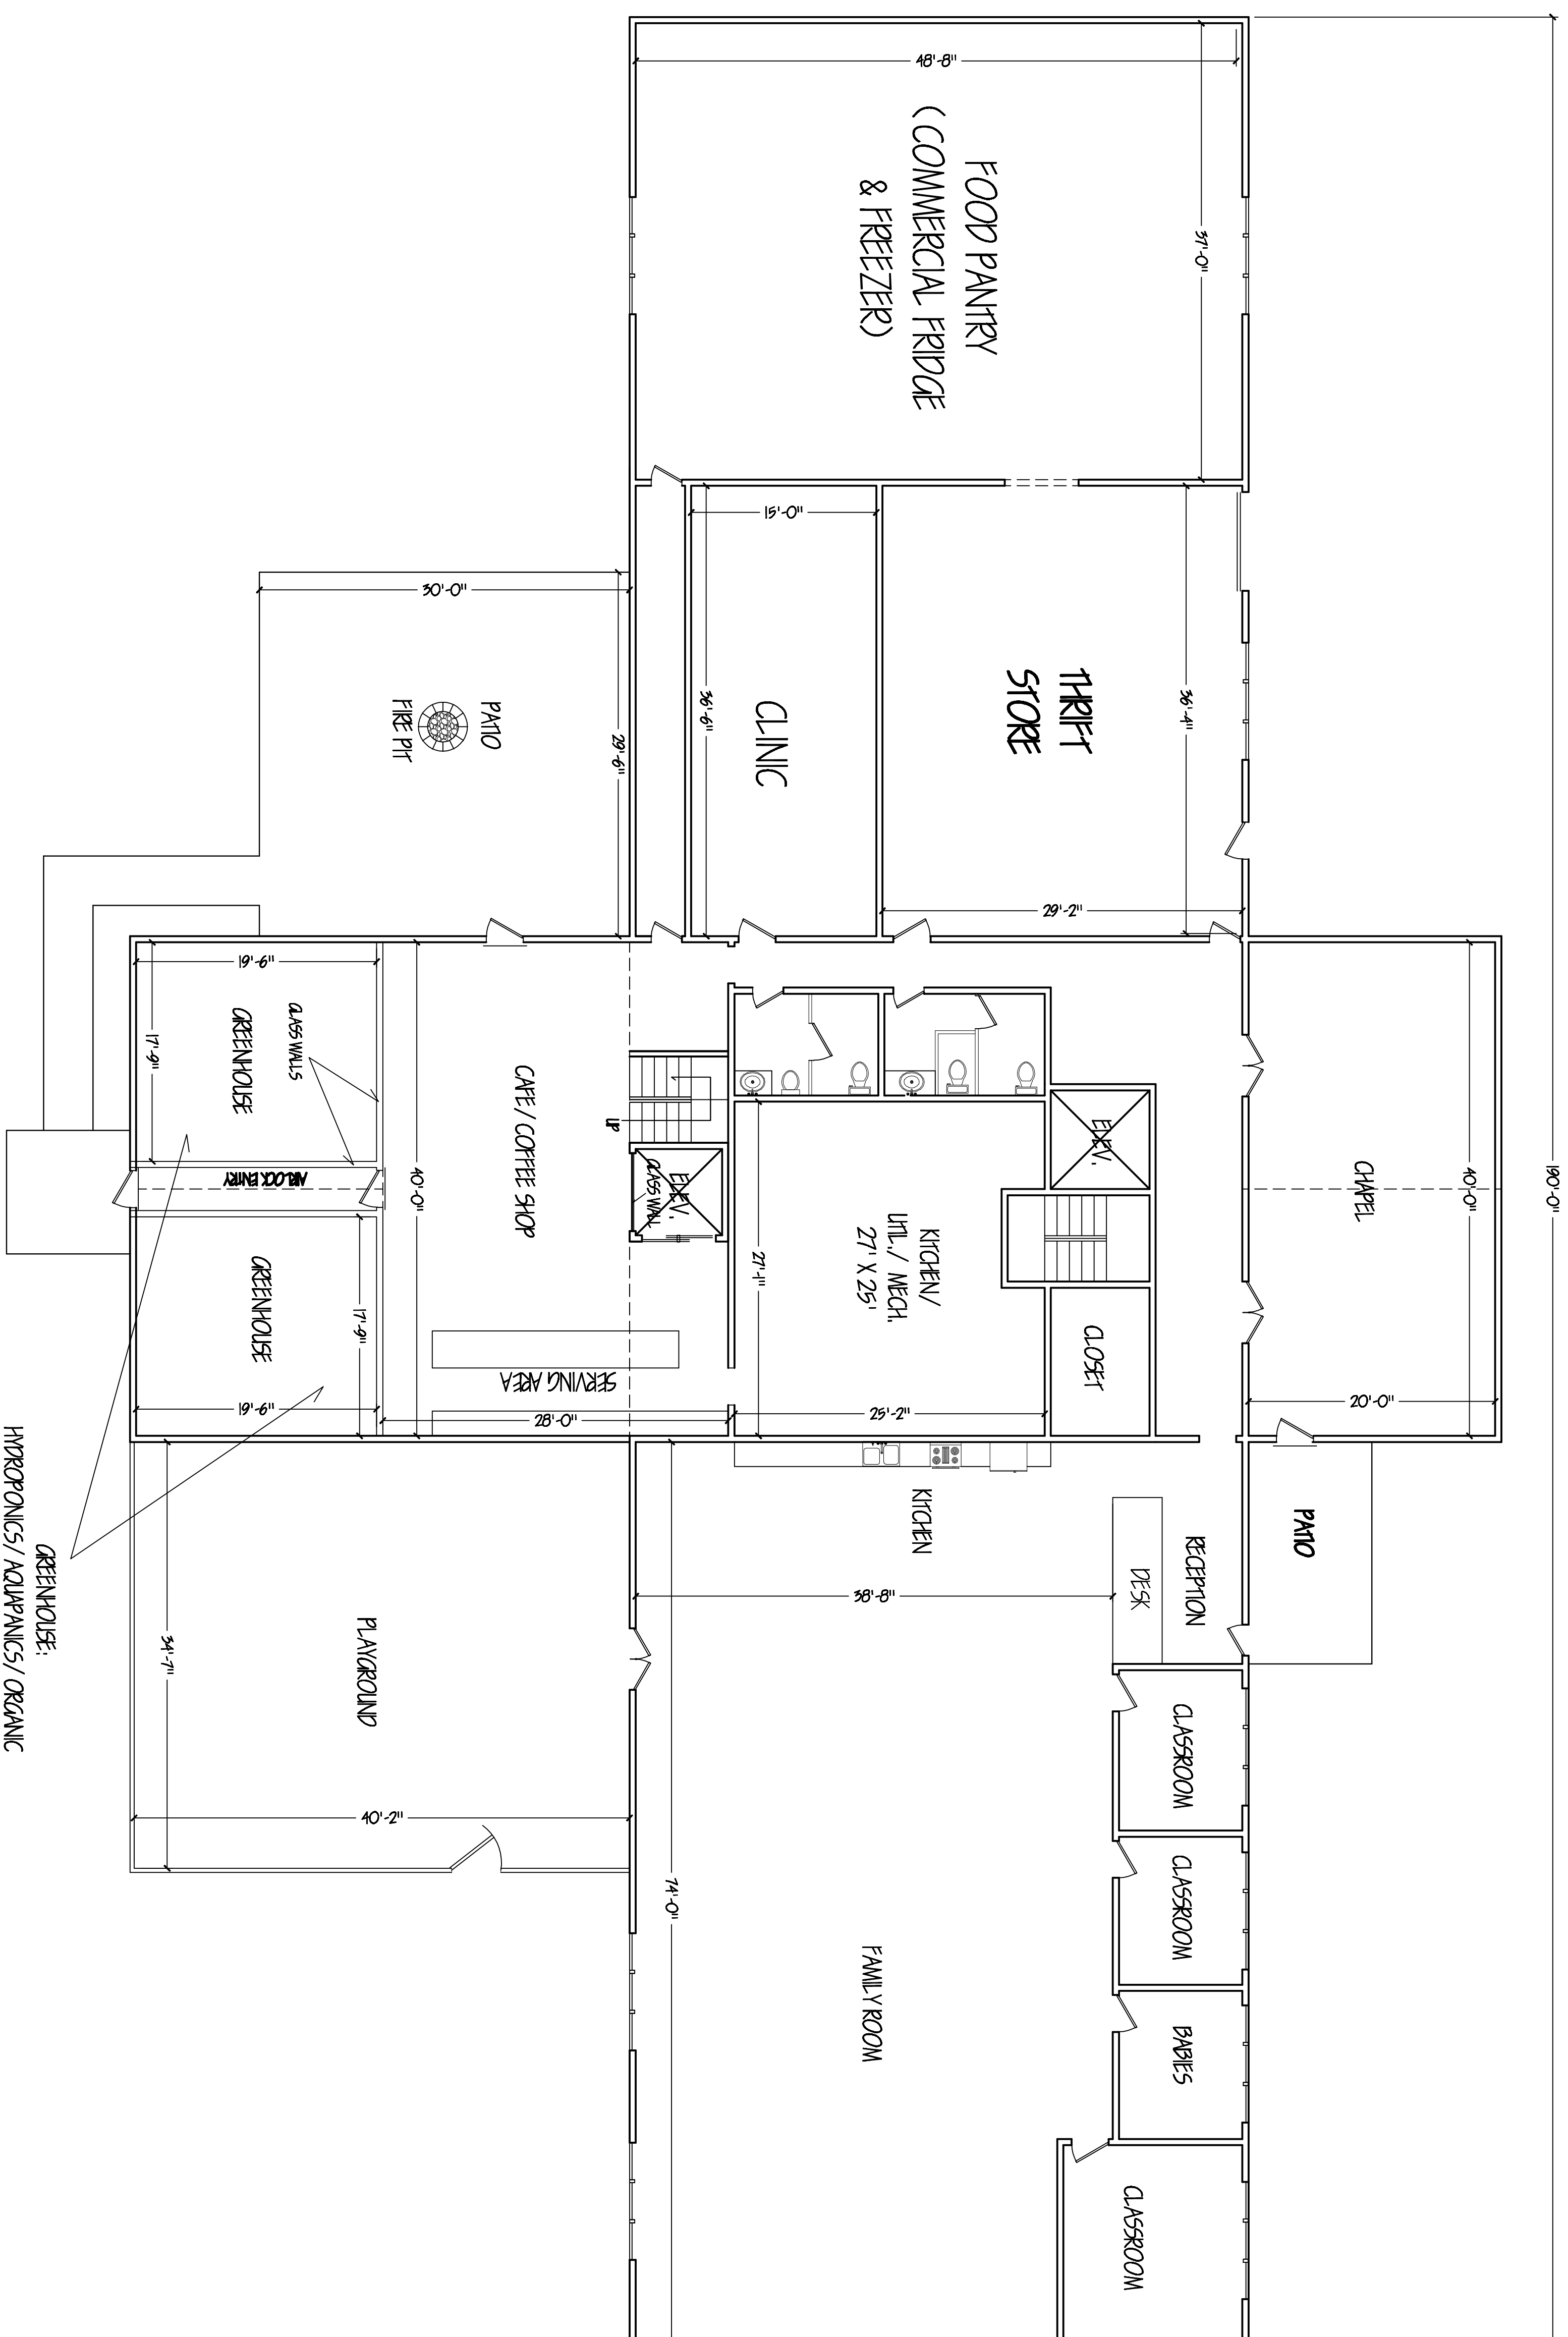 190'-0"
48'-8"
37'-0"
FOOD PANTRY
( COMMERCIAL FRIDGE
& FREEZER)
15'-0"
36'-6"
CLINIC
THRIFT
STORE
36'-4"
29'-2"
30'-0"
29'-6"
PATIO
FIRE PIT
19'-6"
17'-9"
GREENHOUSE
GLASS WALLS
AIRLOCK ENTRY
GREENHOUSE
17'-9"
19'-6"
40'-0"
CAFE / COFFEE SHOP
UP
ELEV.
GLASS WALL
SERVING AREA
28'-0"
27'-1"
KITCHEN/
UTIL./ MECH.
27' X 25'
25'-2"
ELEV.
CLOSET
CHAPEL
40'-0"
20'-0"
PATIO
KITCHEN
RECEPTION
DESK
38'-8"
PLAYGROUND
34'-7"
40'-2"
74'-0"
FAMILY ROOM
CLASSROOM
CLASSROOM
BABIES
CLASSROOM
GREENHOUSE:
HYDROPONICS/ AQUAPANICS/ ORGANIC